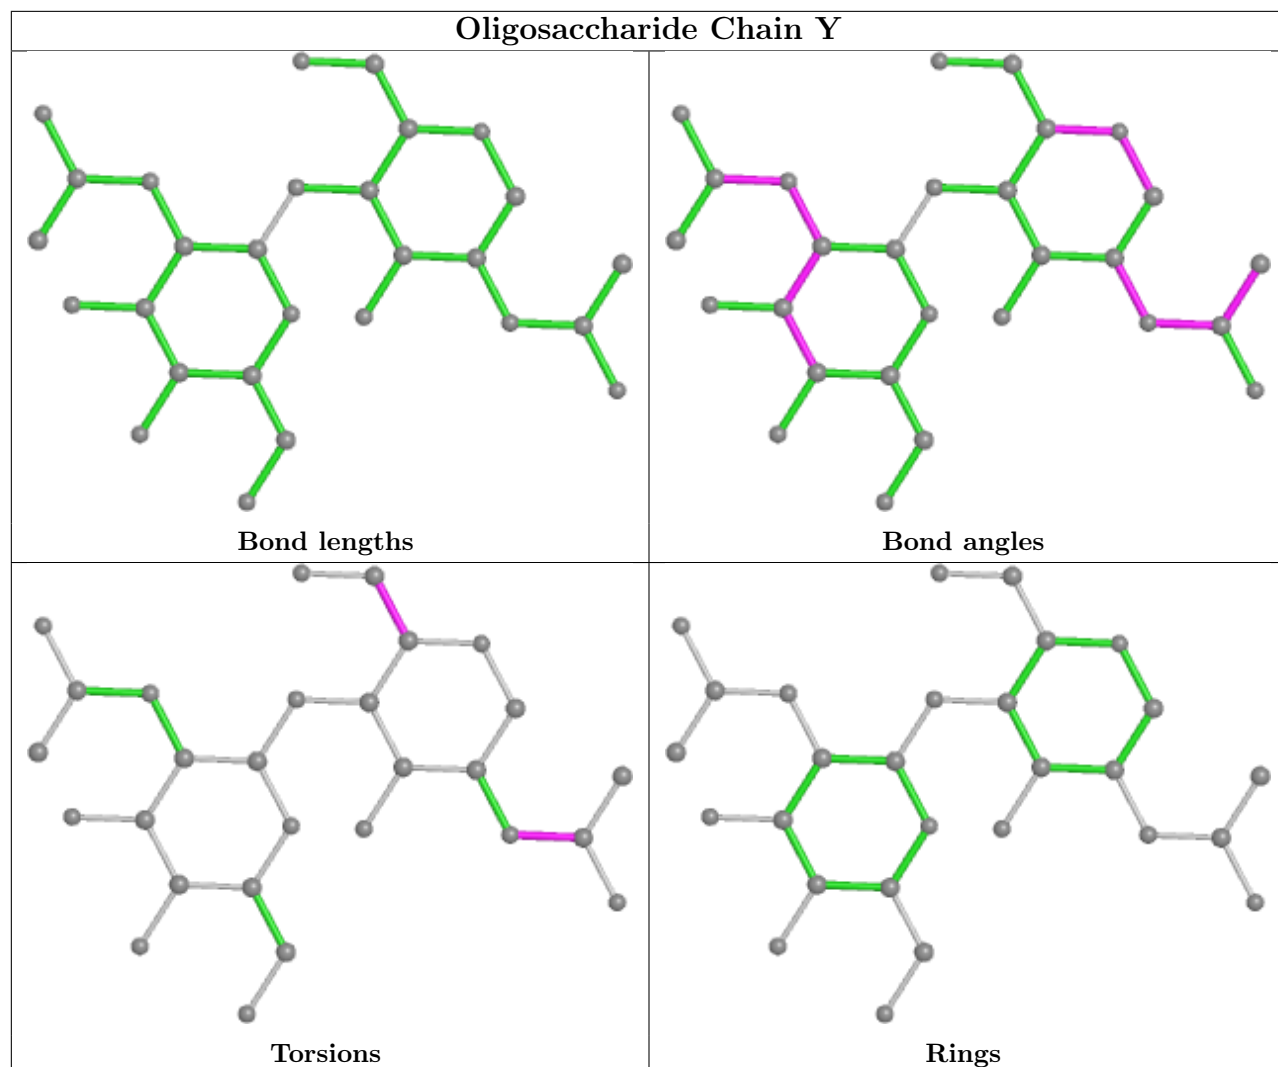 Oligosaccharide Chain Y
Bond lengths
Bond angles
Torsions
Rings